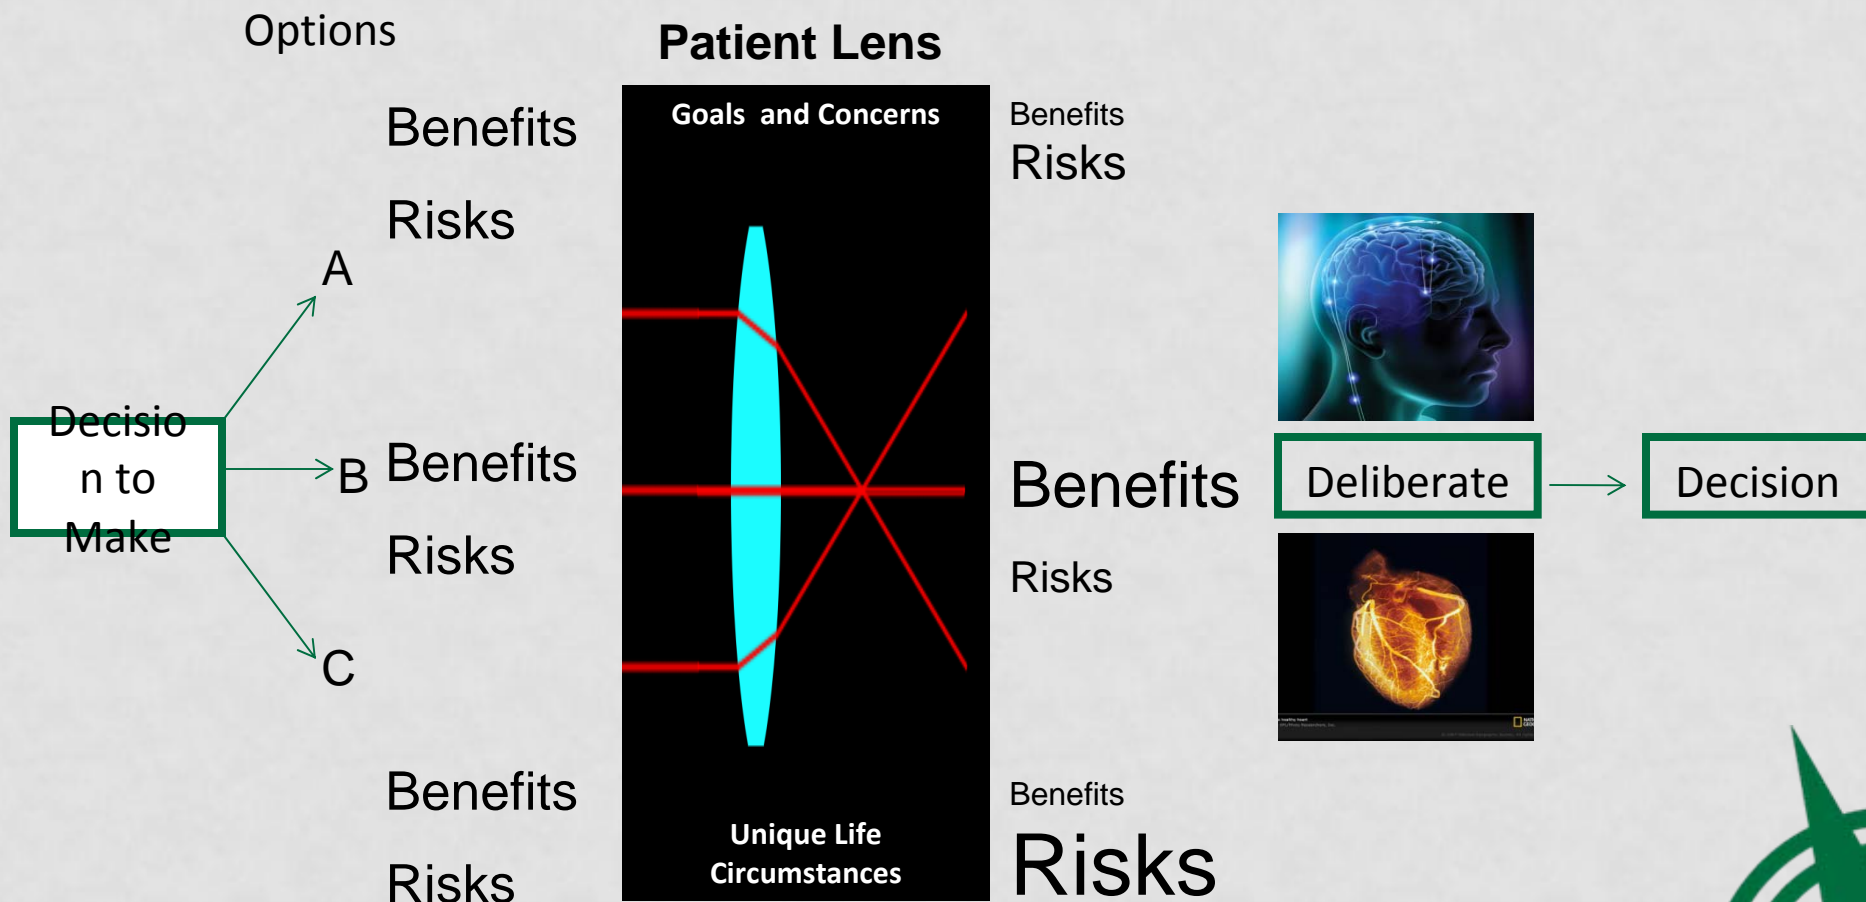 Options
Patient Lens
Goals and Concerns
Benefits
Risks
Benefits
Risks
A
Decisio
n to
Make
B
Benefits
Risks
Benefits
Risks
Deliberate
Decision
C
Benefits
Risks
Unique Life
Circumstances
Benefits
Risks